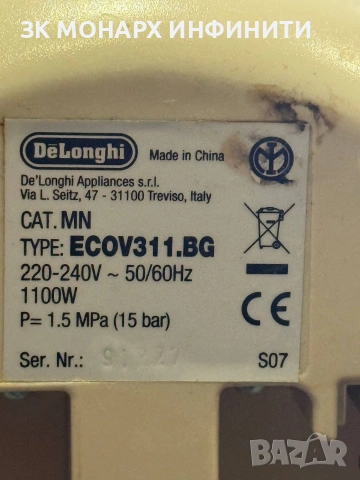 ЗК МОНАРХ ИНФИНИТИ
DeLonghi
Made in China
De'Longhi Appliances s.r.l.
Via L. Seitz, 47 - 31100 Treviso, Italy
CAT. MN
TYPE: ECOV311.BG
220-240V ~ 50/60Hz
1100W
P= 1.5 MPa (15 bar)
Ser. Nr.:
S07
BAZAR